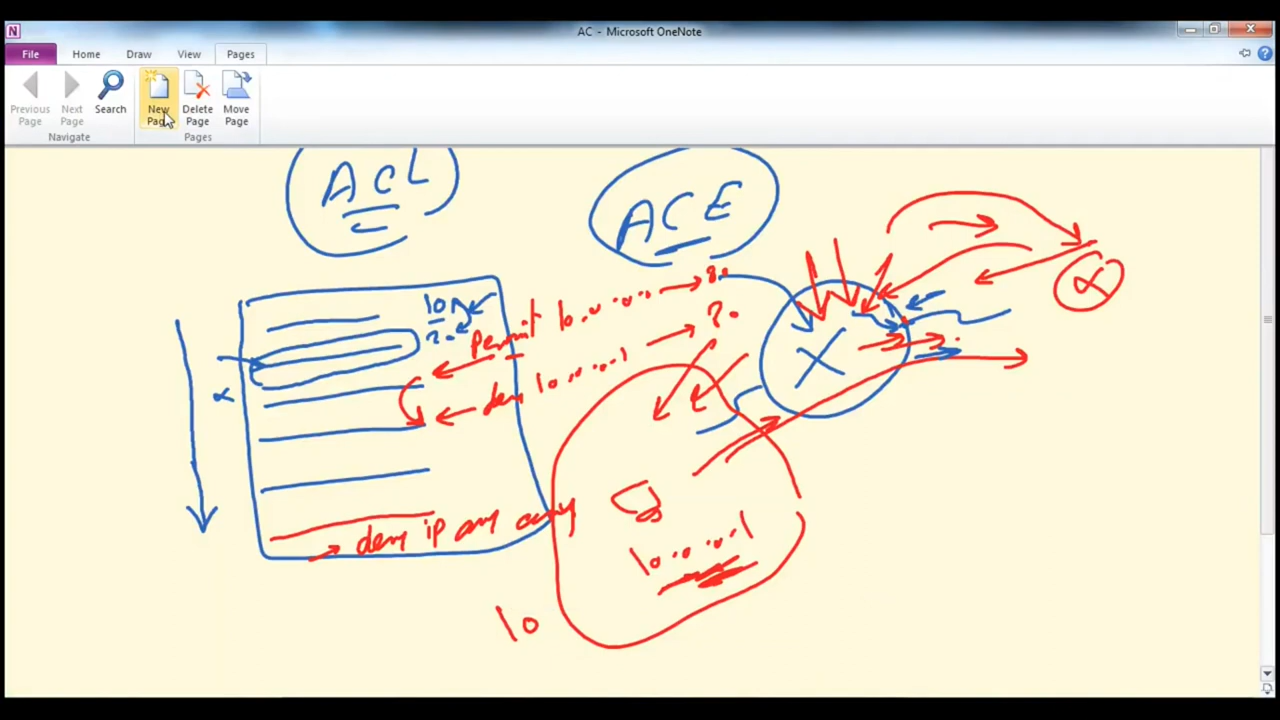 AC - Microsoft OneNote
File Home Draw View Pages
Previous Page
Next Page
Search
New Page
Delete Page
Move Page
Navigate
Pages
ACL
ACE
10
?.
permit 10.0.0.0 → ?.
deny 10.0.0.1 → ?.
X
α
deny ip any any
10.0.0.1
10